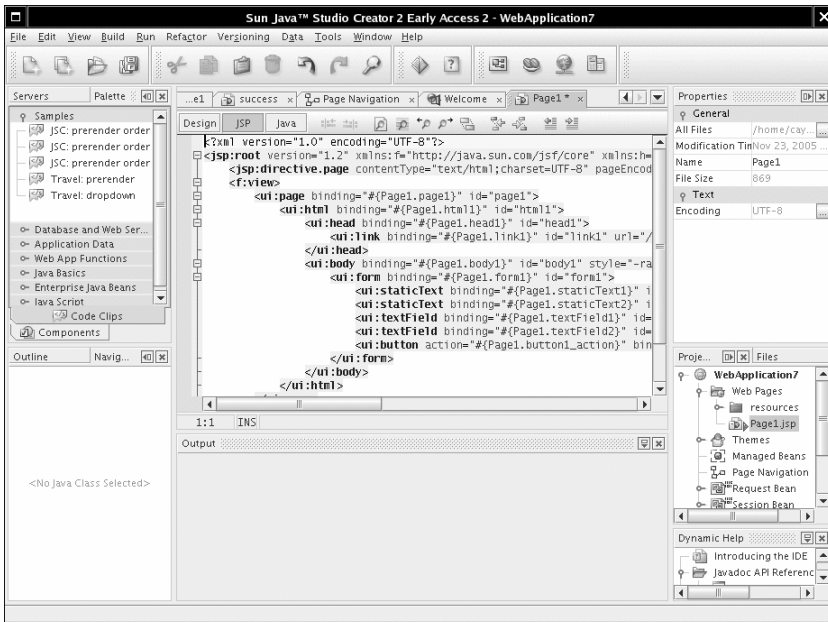 Sun Java™ Studio Creator 2 Early Access 2 - WebApplication7
File Edit View Build Run Refactor Versioning Data Tools Window Help
Servers Palette
Samples
JSC: prerender order
JSC: prerender order
JSC: prerender order
Travel: prerender
Travel: dropdown
Database and Web Ser...
Application Data
Web App Functions
Java Basics
Enterprise Java Beans
Java Script
Code Clips
Components
Outline Navig...
<No Java Class Selected>
...e1 success x Page Navigation x Welcome x Page1 * x
Design JSP Java
<?xml version="1.0" encoding="UTF-8"?>
<jsp:root version="1.2" xmlns:f="http://java.sun.com/jsf/core" xmlns:h=
<jsp:directive.page contentType="text/html;charset=UTF-8" pageEncod
<f:view>
<ui:page binding="#{Page1.page1}" id="page1">
<ui:html binding="#{Page1.html1}" id="html1">
<ui:head binding="#{Page1.head1}" id="head1">
<ui:link binding="#{Page1.link1}" id="link1" url="/
</ui:head>
<ui:body binding="#{Page1.body1}" id="body1" style="-ra
<ui:form binding="#{Page1.form1}" id="form1">
<ui:staticText binding="#{Page1.staticText1}" i
<ui:staticText binding="#{Page1.staticText2}" i
<ui:textField binding="#{Page1.textField1}" id=
<ui:textField binding="#{Page1.textField2}" id=
<ui:button action="#{Page1.button1_action}" bin
</ui:form>
</ui:body>
</ui:html>
1:1 INS
Output
Properties
General
All Files /home/cay...
Modification Tim Nov 23, 2005 ...
Name Page1
File Size 869
Text
Encoding UTF-8
Proje... Files
WebApplication7
Web Pages
resources
Page1.jsp
Themes
Managed Beans
Page Navigation
Request Bean
Session Bean
Dynamic Help
Introducing the IDE
Javadoc API Referenc